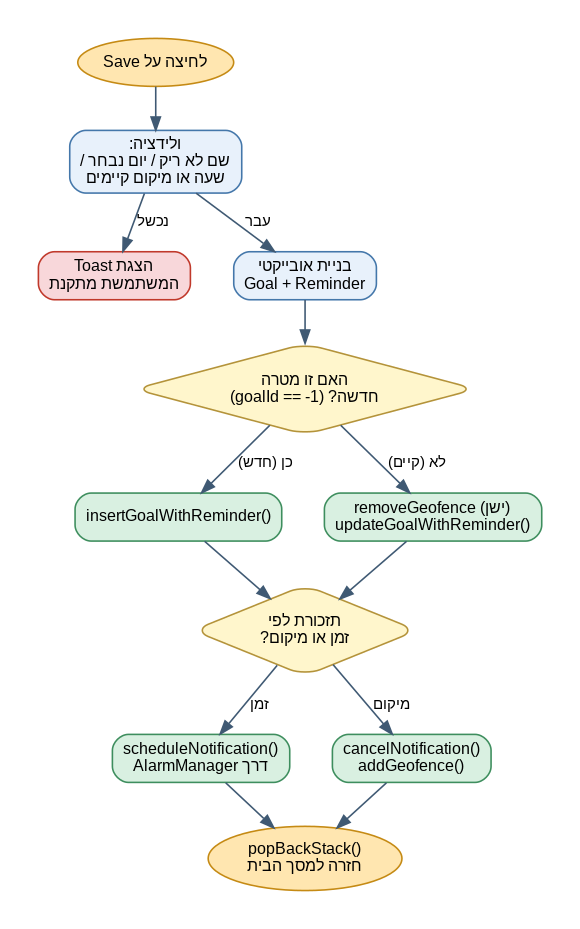 לחיצה על Save
ולידציה:
שם לא ריק / יום נבחר /
שעה או מיקום קיימים
נכשל
עבר
הצגת Toast
המשתמשת מתקנת
בניית אובייקטי
Goal + Reminder
האם זו מטרה
חדשה? (goalId == -1)
כן (חדש)
לא (קיים)
insertGoalWithReminder()
removeGeofence (ישן)
updateGoalWithReminder()
תזכורת לפי
זמן או מיקום?
זמן
מיקום
scheduleNotification()
דרך AlarmManager
cancelNotification()
addGeofence()
popBackStack()
חזרה למסך הבית